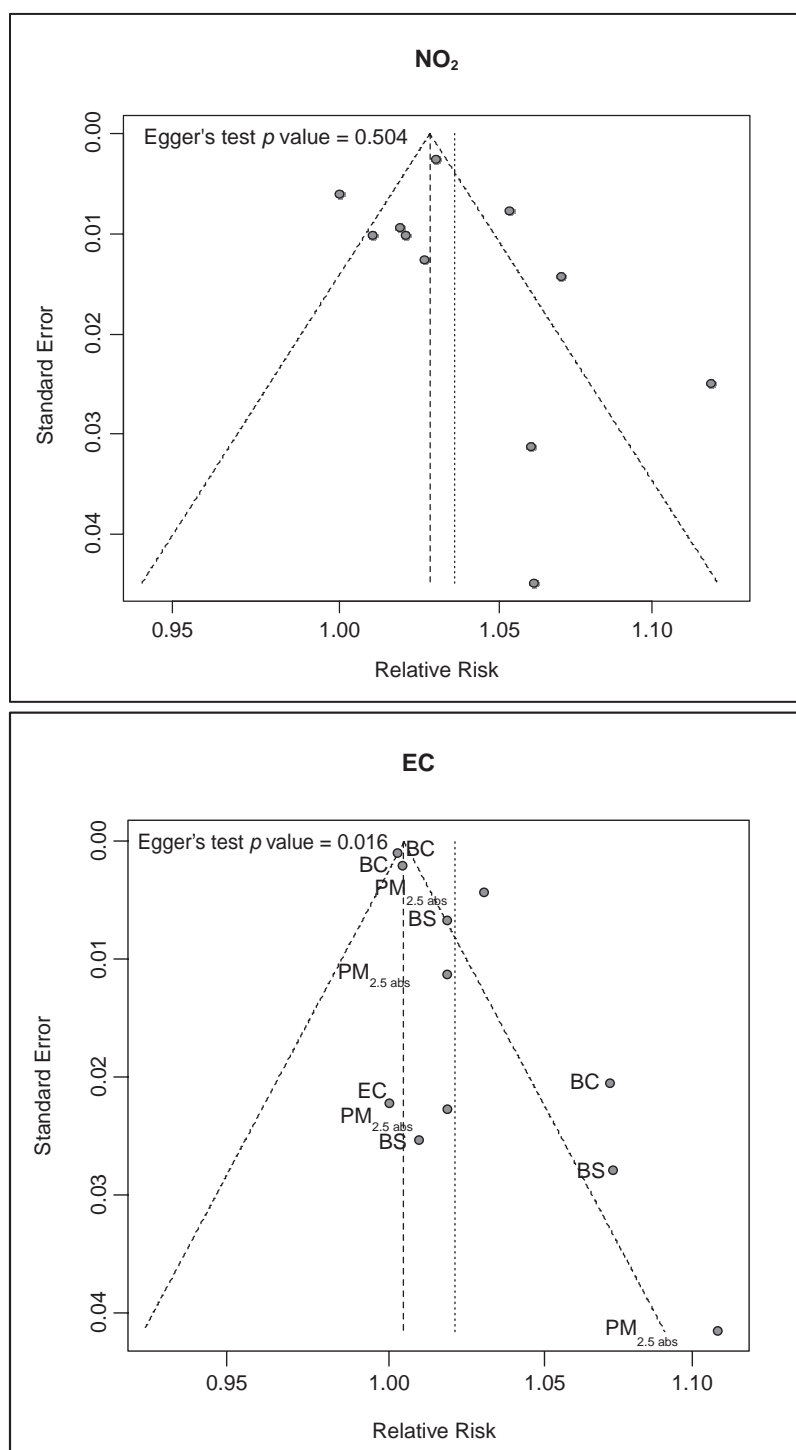 NO₂
Egger's test p value = 0.504
0.00
0.01
0.02
0.03
0.04
Standard Error
0.95 1.00 1.05 1.10
Relative Risk
EC
Egger's test p value = 0.016
BC
BC
PM2.5 abs
BS
PM2.5 abs
BC
EC
PM2.5 abs
BS
BS
PM2.5 abs
0.00
0.01
0.02
0.03
0.04
Standard Error
0.95 1.00 1.05 1.10
Relative Risk